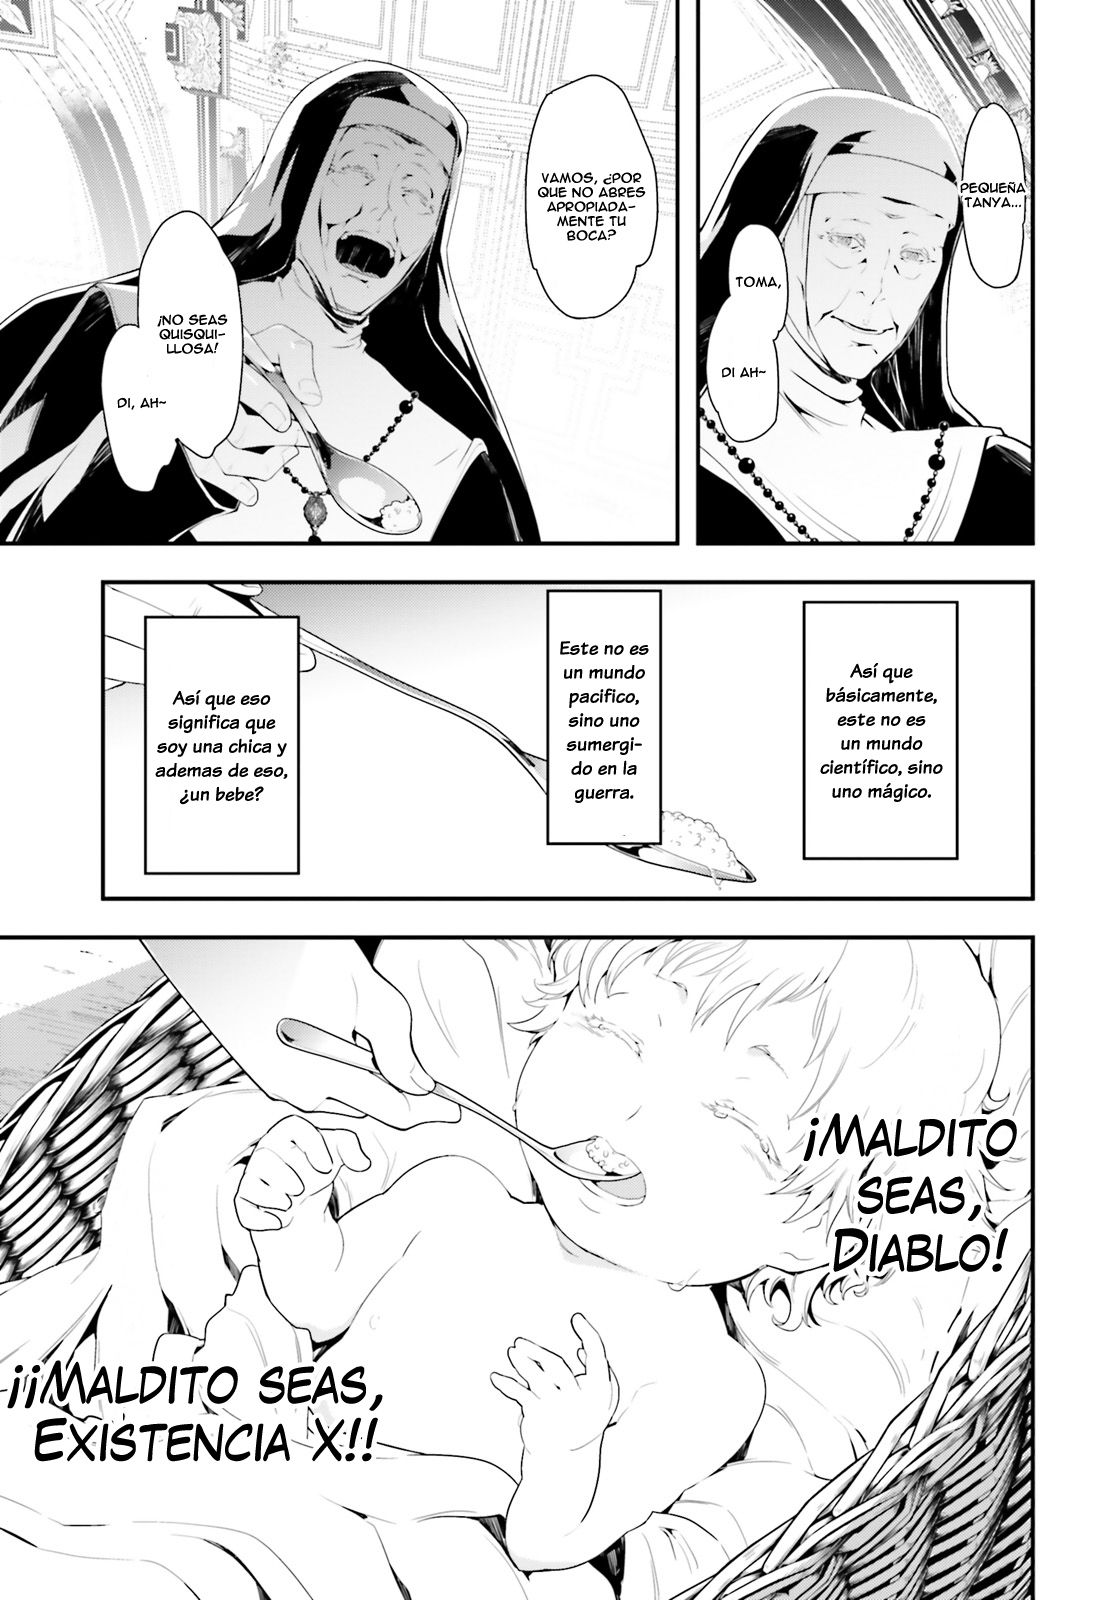 PEQUEÑA
TANYA...
TOMA,
DI AH~
VAMOS, ¿POR
QUE NO ABRES
APROPIADA-
MENTE TU
BOCA?
¡NO SEAS
QUISQUI-
LLOSA!
DI, AH~
Así que
básicamente,
este no es
un mundo
científico, sino
uno mágico.
Este no es
un mundo
pacifico,
sino uno
sumergi-
do en la
guerra.
Así que eso
significa que
soy una chica y
ademas de eso,
¿un bebe?
¡MALDITO
SEAS,
DIABLO!
¡¡MALDITO SEAS,
EXISTENCIA X!!